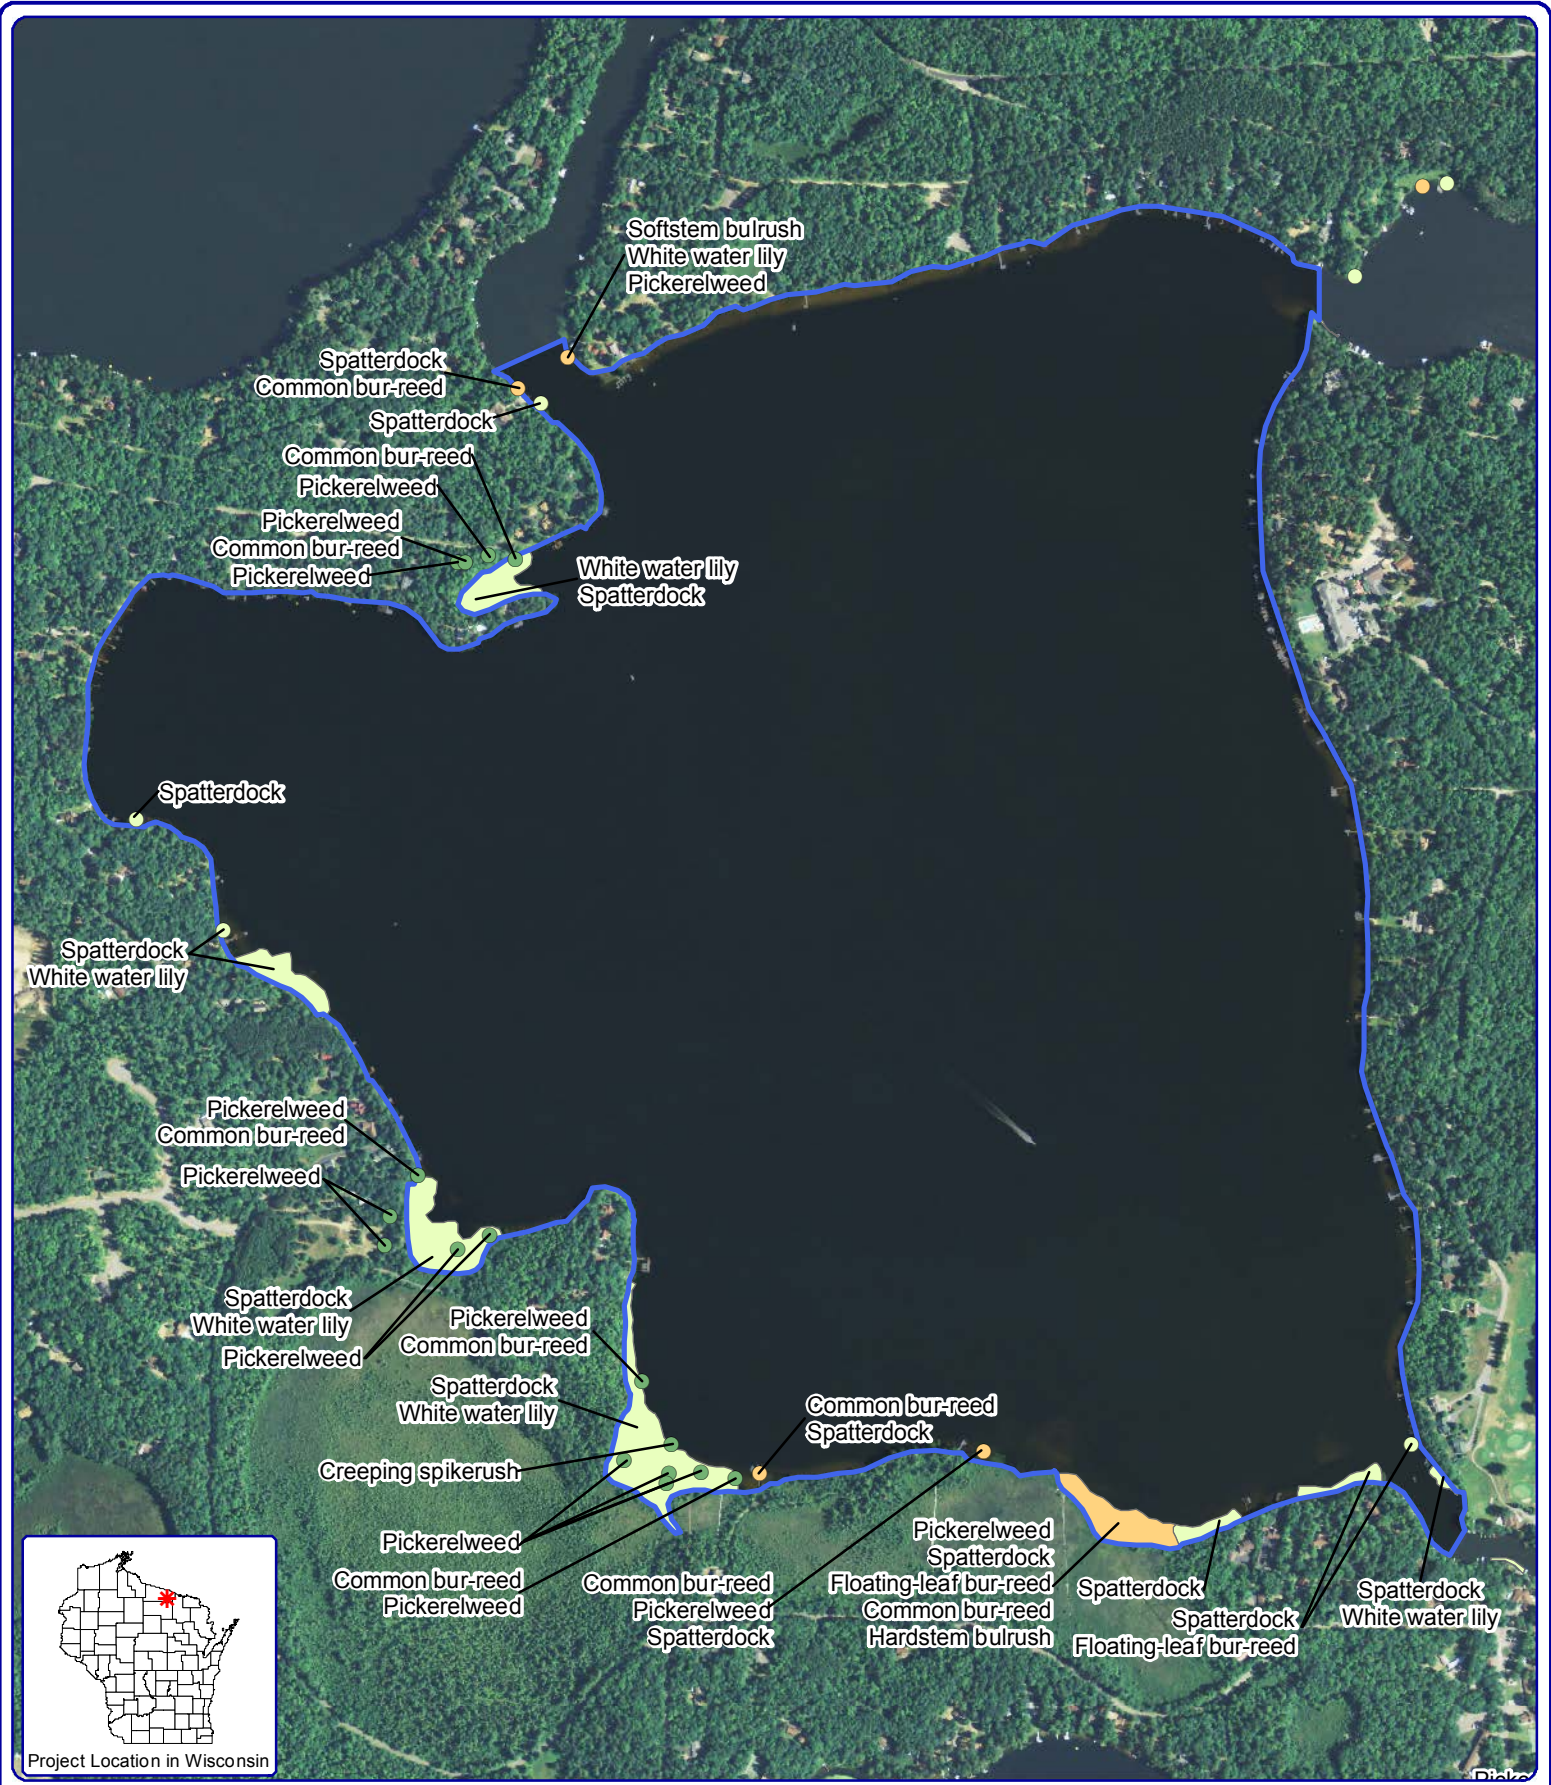 Softstem bulrush
White water lily
Pickerelweed
Spatterdock
Common bur-reed
Spatterdock
Common bur-reed
Pickerelweed
Pickerelweed
Common bur-reed
Pickerelweed
White water lily
Spatterdock
Spatterdock
Spatterdock
White water lily
Pickerelweed
Common bur-reed
Pickerelweed
Spatterdock
White water lily
Pickerelweed
Pickerelweed
Common bur-reed
Spatterdock
White water lily
Creeping spikerush
Pickerelweed
Common bur-reed
Pickerelweed
Common bur-reed
Spatterdock
Common bur-reed
Pickerelweed
Spatterdock
Pickerelweed
Spatterdock
Floating-leaf bur-reed
Common bur-reed
Hardstem bulrush
Spatterdock
Spatterdock
Floating-leaf bur-reed
Spatterdock
White water lily
Project Location in Wisconsin